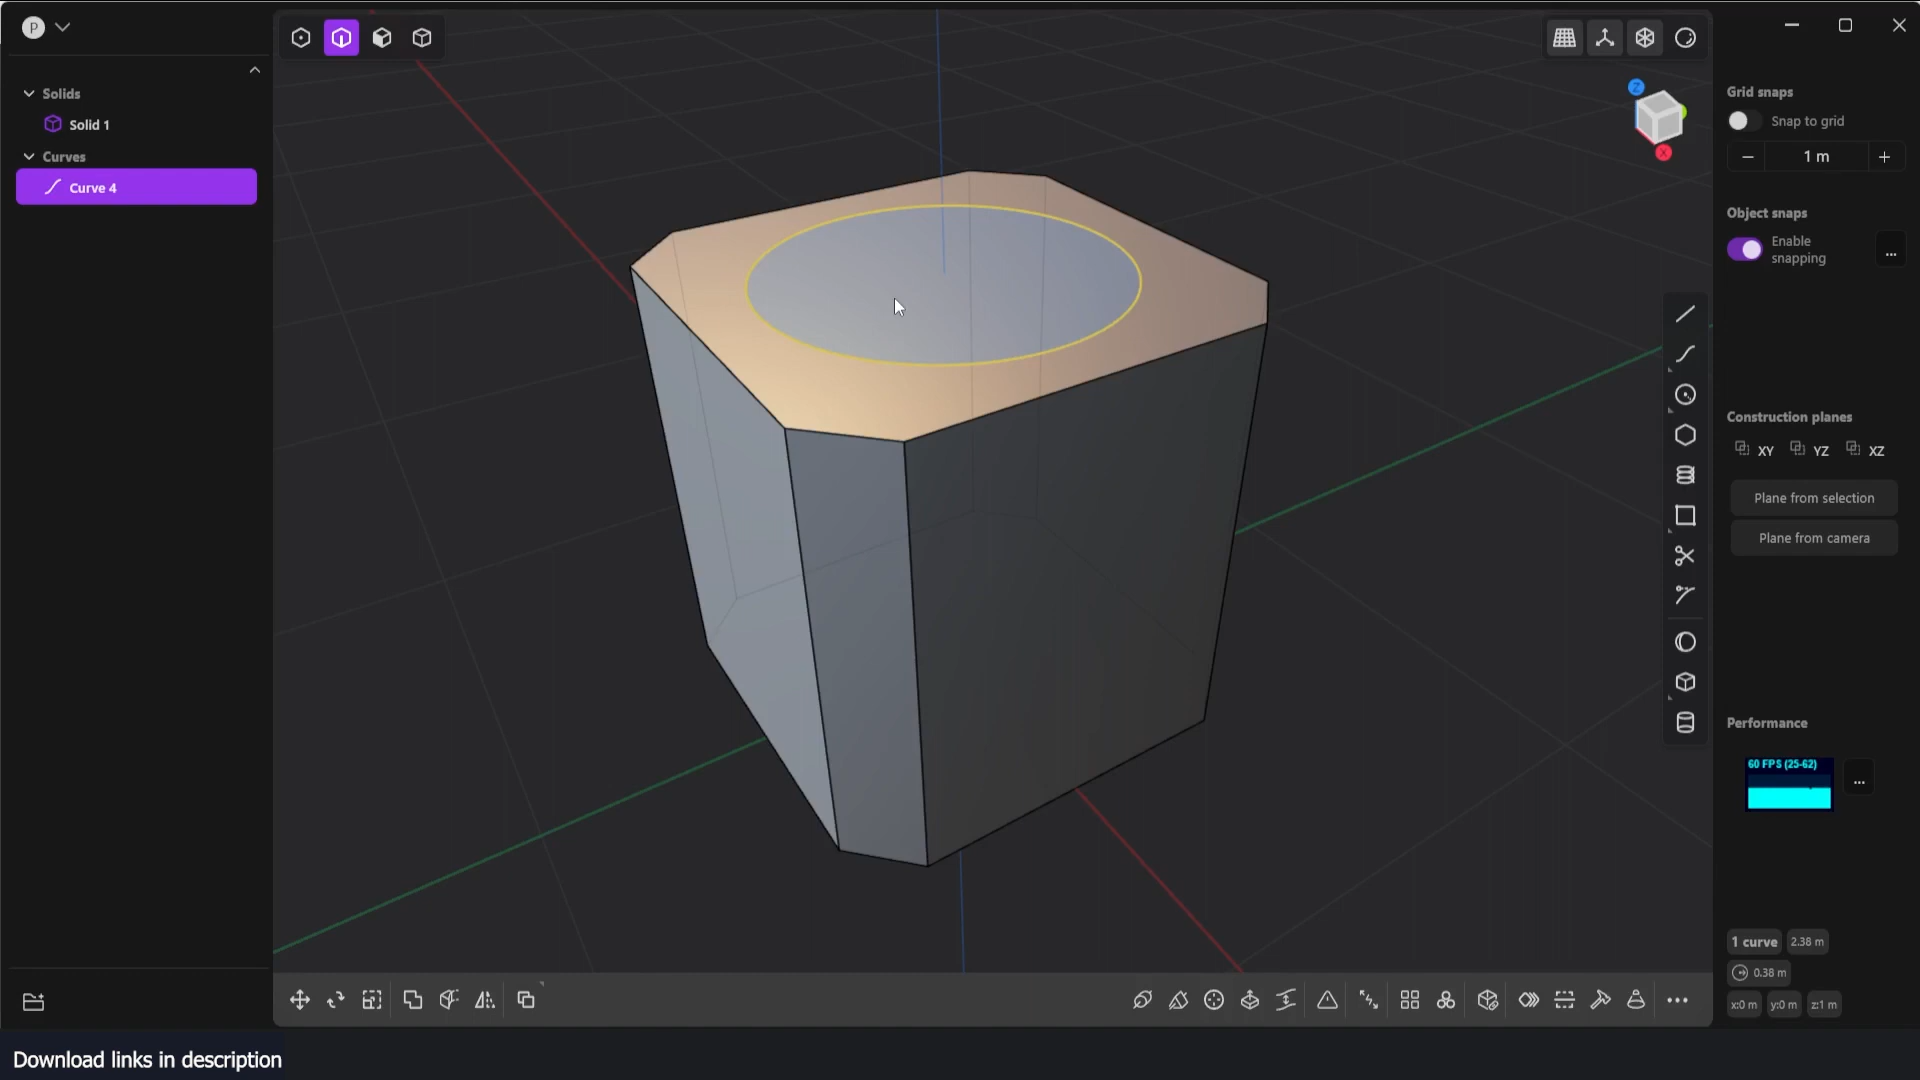 P
Solids
Solid 1
Curves
Curve 4
Z
X
Grid snaps
Snap to grid
1 m
Object snaps
Enable
snapping
...
Construction planes
XY YZ XZ
Plane from selection
Plane from camera
Performance
60 FPS (25-62)
...
1 curve 2.38 m
0.38 m
x:0 m y:0 m z:1 m
Download links in description